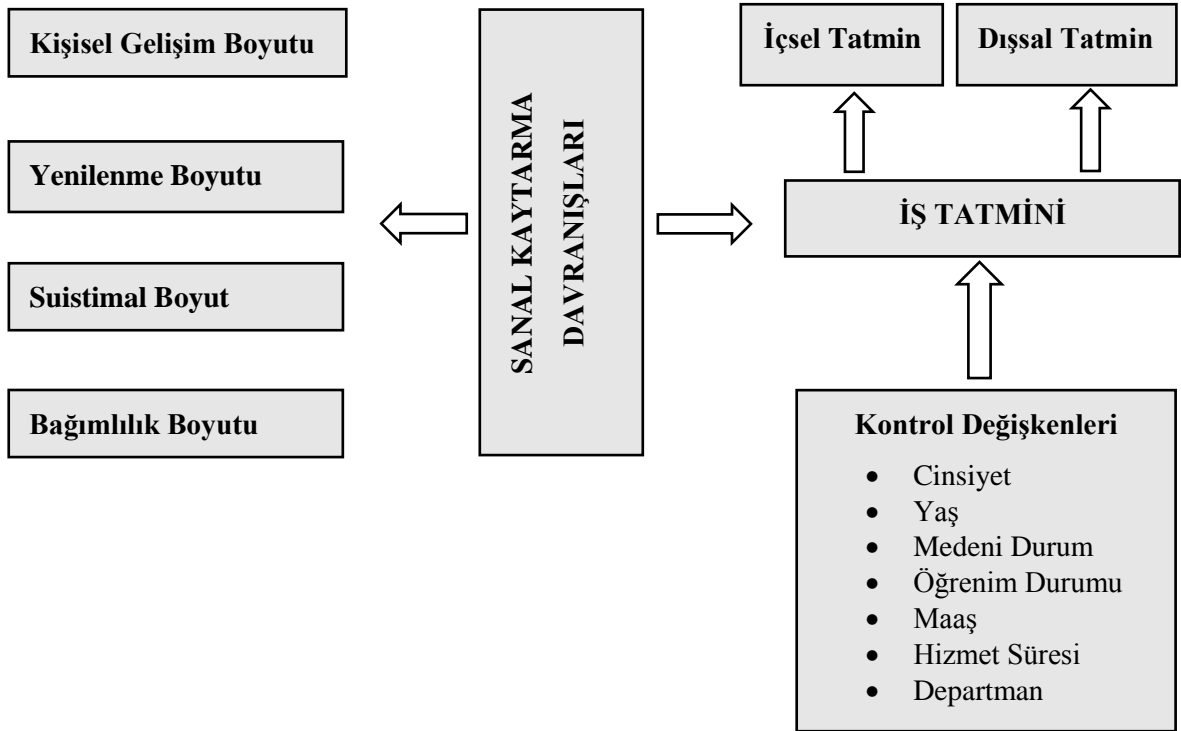 Kişisel Gelişim Boyutu
Yenilenme Boyutu
Suistimal Boyut
Bağımlılık Boyutu
SANAL KAYTARMA
DAVRANIŞLARI
İçsel Tatmin
Dışsal Tatmin
İŞ TATMİNİ
Kontrol Değişkenleri
• Cinsiyet
• Yaş
• Medeni Durum
• Öğrenim Durumu
• Maaş
• Hizmet Süresi
• Departman